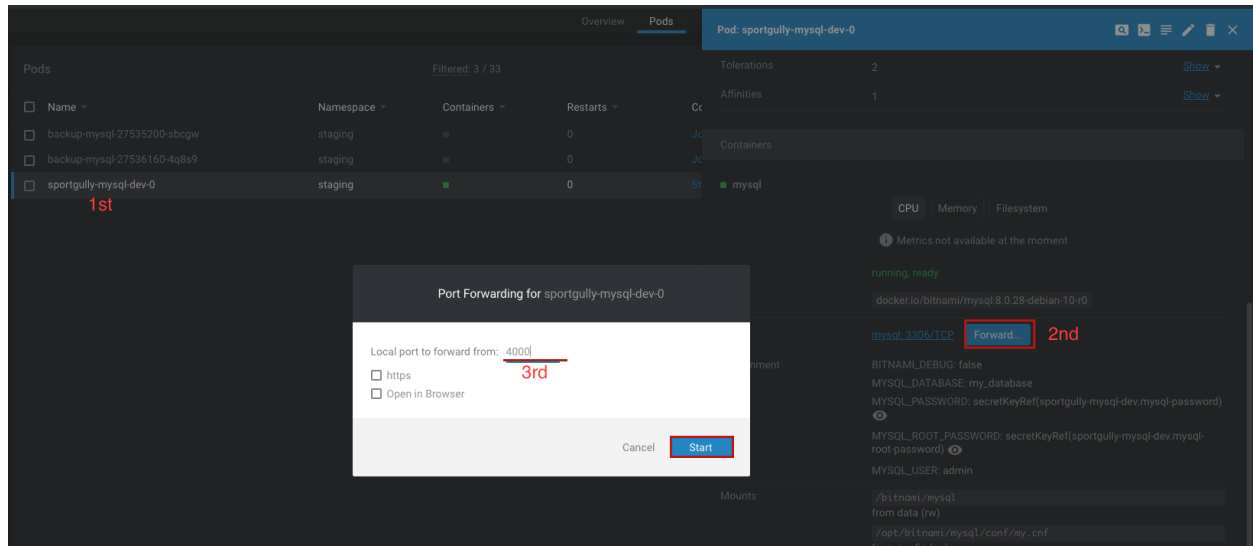 Overview Pods
Pod: sportgully-mysql-dev-0
Pods
Filtered: 3 / 33
Name Namespace Containers Restarts Co
backup-mysql-27535200-sbcgw staging 0 Jo
backup-mysql-27536160-4q8s9 staging 0 Jo
sportgully-mysql-dev-0 staging 0 St
1st
Tolerations 2 Show
Affinities 1 Show
Containers
mysql
CPU Memory Filesystem
Metrics not available at the moment
running, ready
docker.io/bitnami/mysql:8.0.28-debian-10-r0
mysql: 3306/TCP Forward... 2nd
nment BITNAMI_DEBUG: false
MYSQL_DATABASE: my_database
MYSQL_PASSWORD: secretKeyRef(sportgully-mysql-dev.mysql-password)
MYSQL_ROOT_PASSWORD: secretKeyRef(sportgully-mysql-dev.mysql-
root-password)
MYSQL_USER: admin
Mounts /bitnami/mysql
from data (rw)
/opt/bitnami/mysql/conf/my.cnf
Port Forwarding for sportgully-mysql-dev-0
Local port to forward from: 4000
3rd
https
Open in Browser
Cancel Start